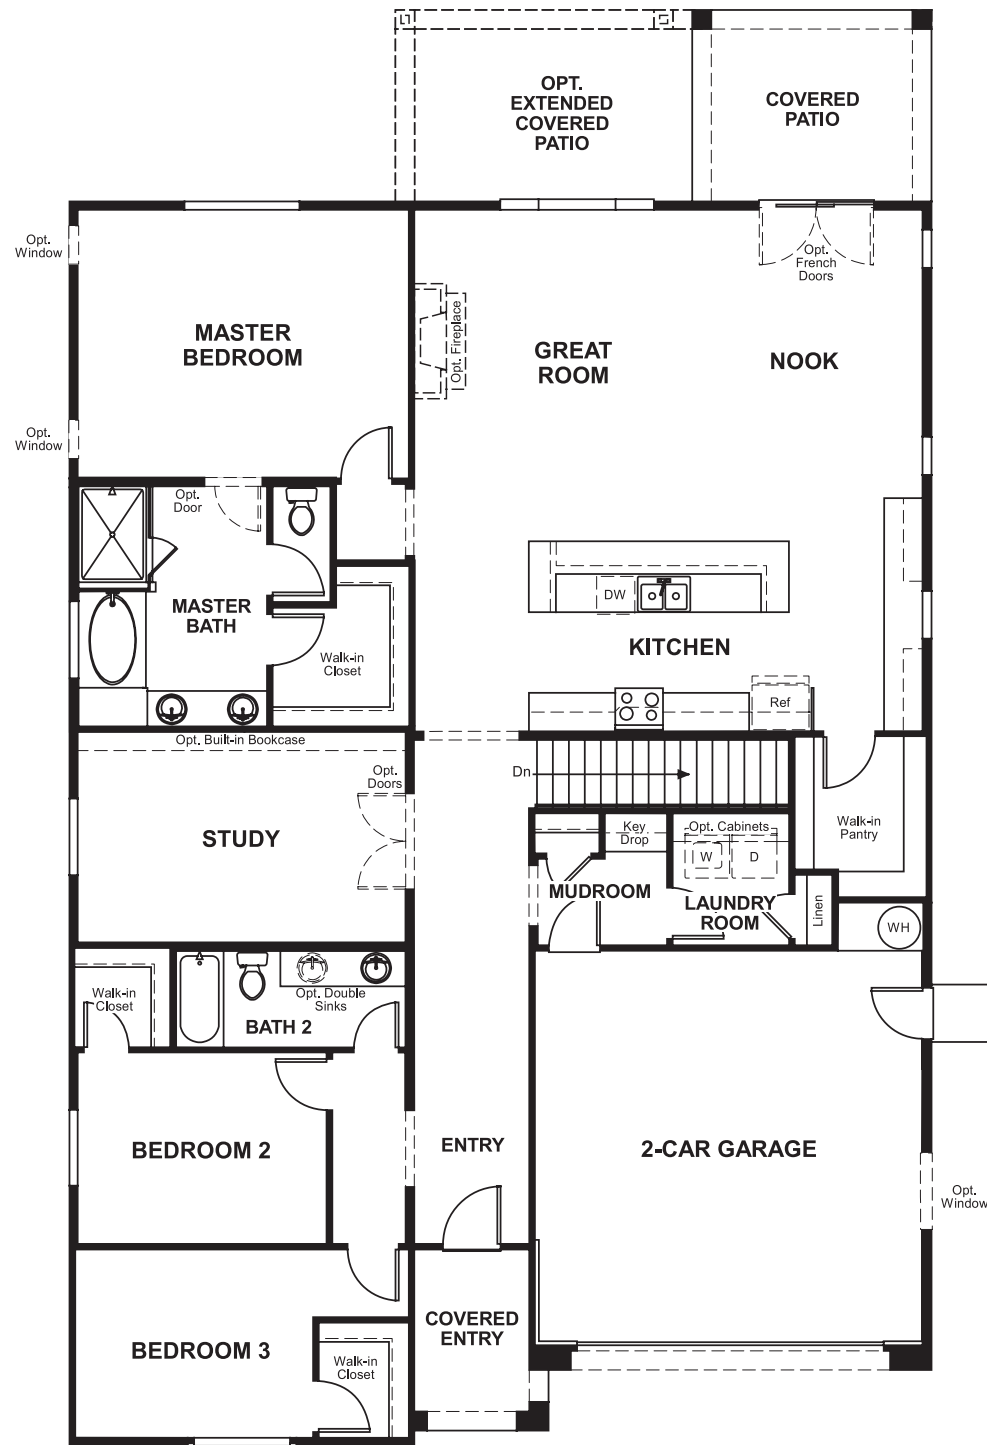 OPT.
EXTENDED
COVERED
PATIO
COVERED
PATIO
Opt.
Window
Opt.
French
Doors
MASTER
BEDROOM
Opt. Fireplace
GREAT
ROOM
NOOK
Opt.
Window
Opt.
Door
MASTER
BATH
DW
Walk-in
Closet
KITCHEN
Ref
Opt. Built-in Bookcase
Opt.
Doors
Dn
STUDY
Key
Drop
Opt. Cabinets
W
D
Walk-in
Pantry
MUDROOM
LAUNDRY
ROOM
Linen
WH
Walk-in
Closet
Opt. Double
Sinks
BATH 2
BEDROOM 2
ENTRY
2-CAR GARAGE
Opt.
Window
COVERED
ENTRY
BEDROOM 3
Walk-in
Closet